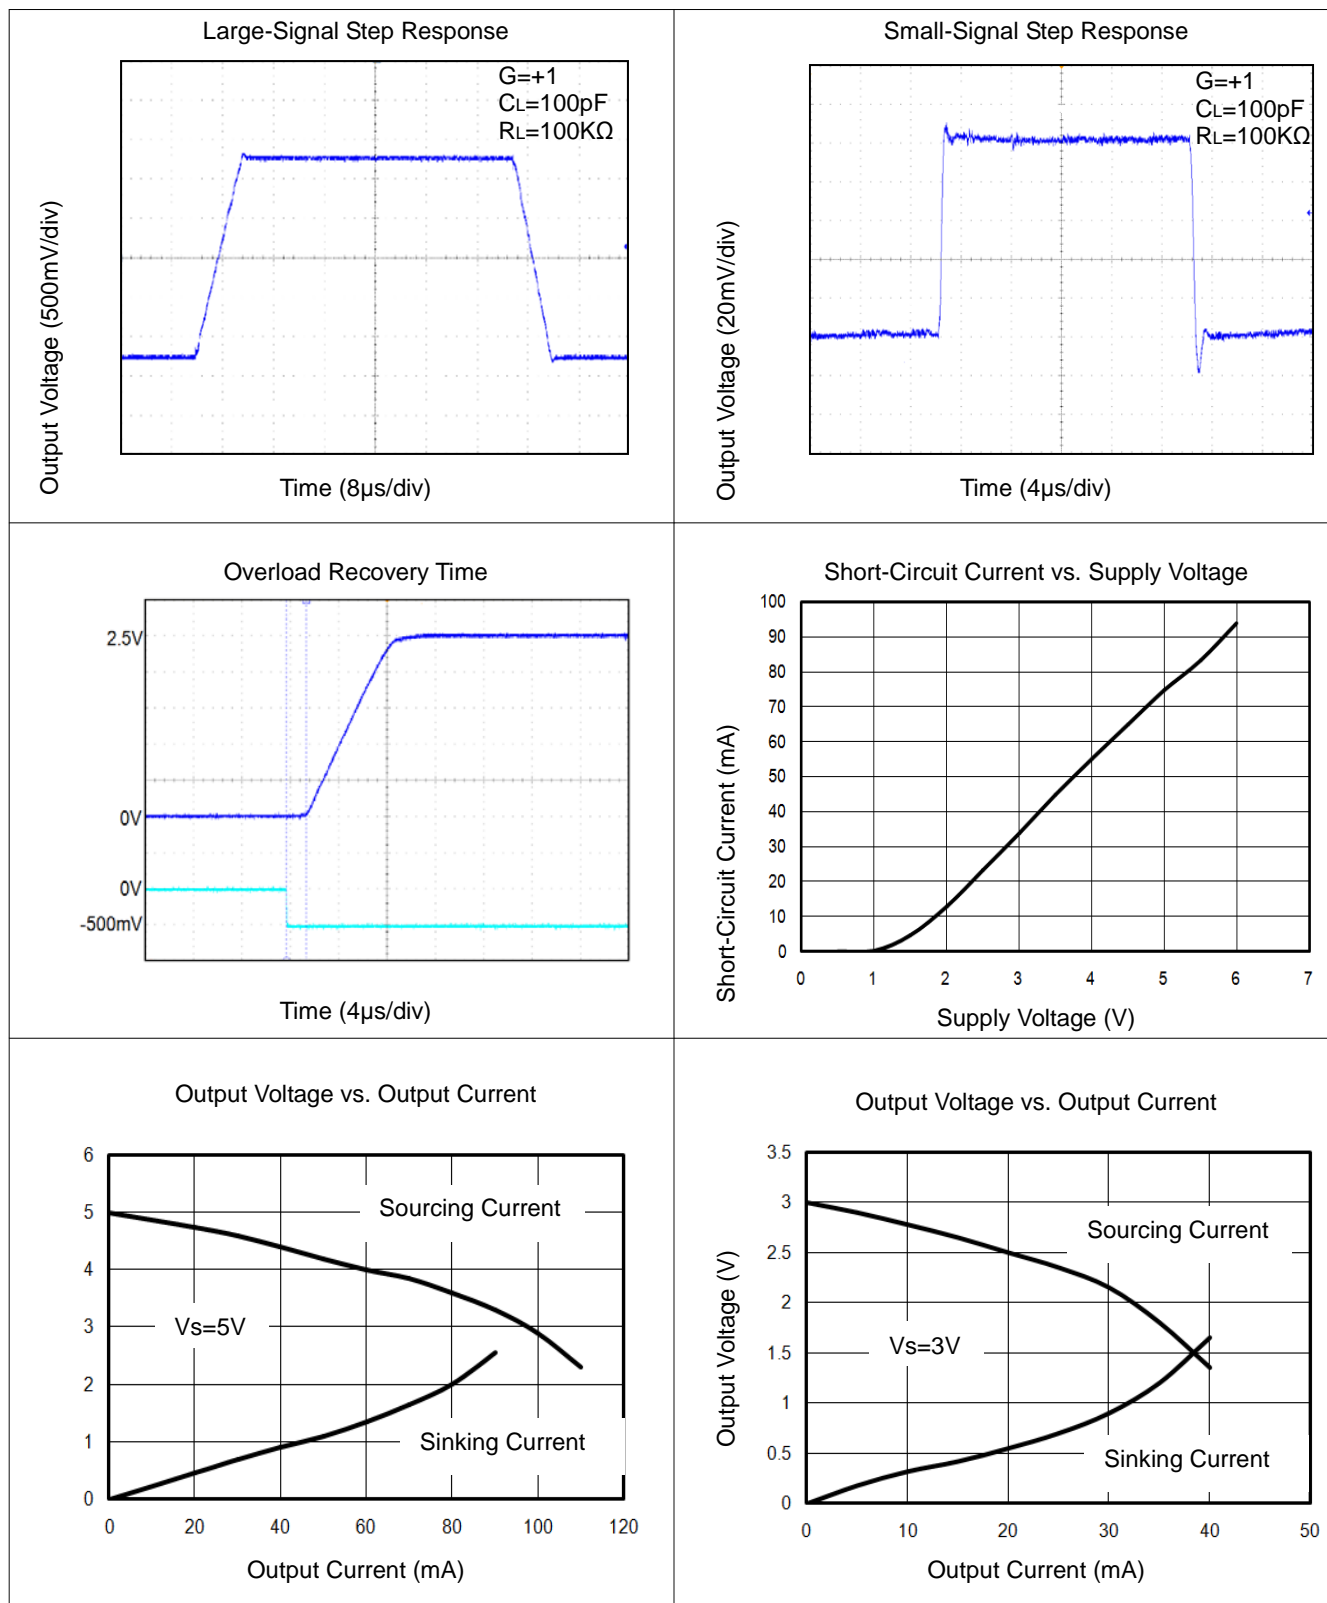 Large-Signal Step Response
G=+1
CL=100pF
RL=100KΩ
Output Voltage (500mV/div)
Time (8µs/div)
Small-Signal Step Response
G=+1
CL=100pF
RL=100KΩ
Output Voltage (20mV/div)
Time (4µs/div)
Overload Recovery Time
2.5V
0V
0V
-500mV
Time (4µs/div)
Short-Circuit Current vs. Supply Voltage
Short-Circuit Current (mA)
100
90
80
70
60
50
40
30
20
10
0
0 1 2 3 4 5 6 7
Supply Voltage (V)
Output Voltage vs. Output Current
6
5
4
3
2
1
0
Sourcing Current
Vs=5V
Sinking Current
0 20 40 60 80 100 120
Output Current (mA)
Output Voltage vs. Output Current
Output Voltage (V)
3.5
3
2.5
2
1.5
1
0.5
0
Sourcing Current
Vs=3V
Sinking Current
0 10 20 30 40 50
Output Current (mA)